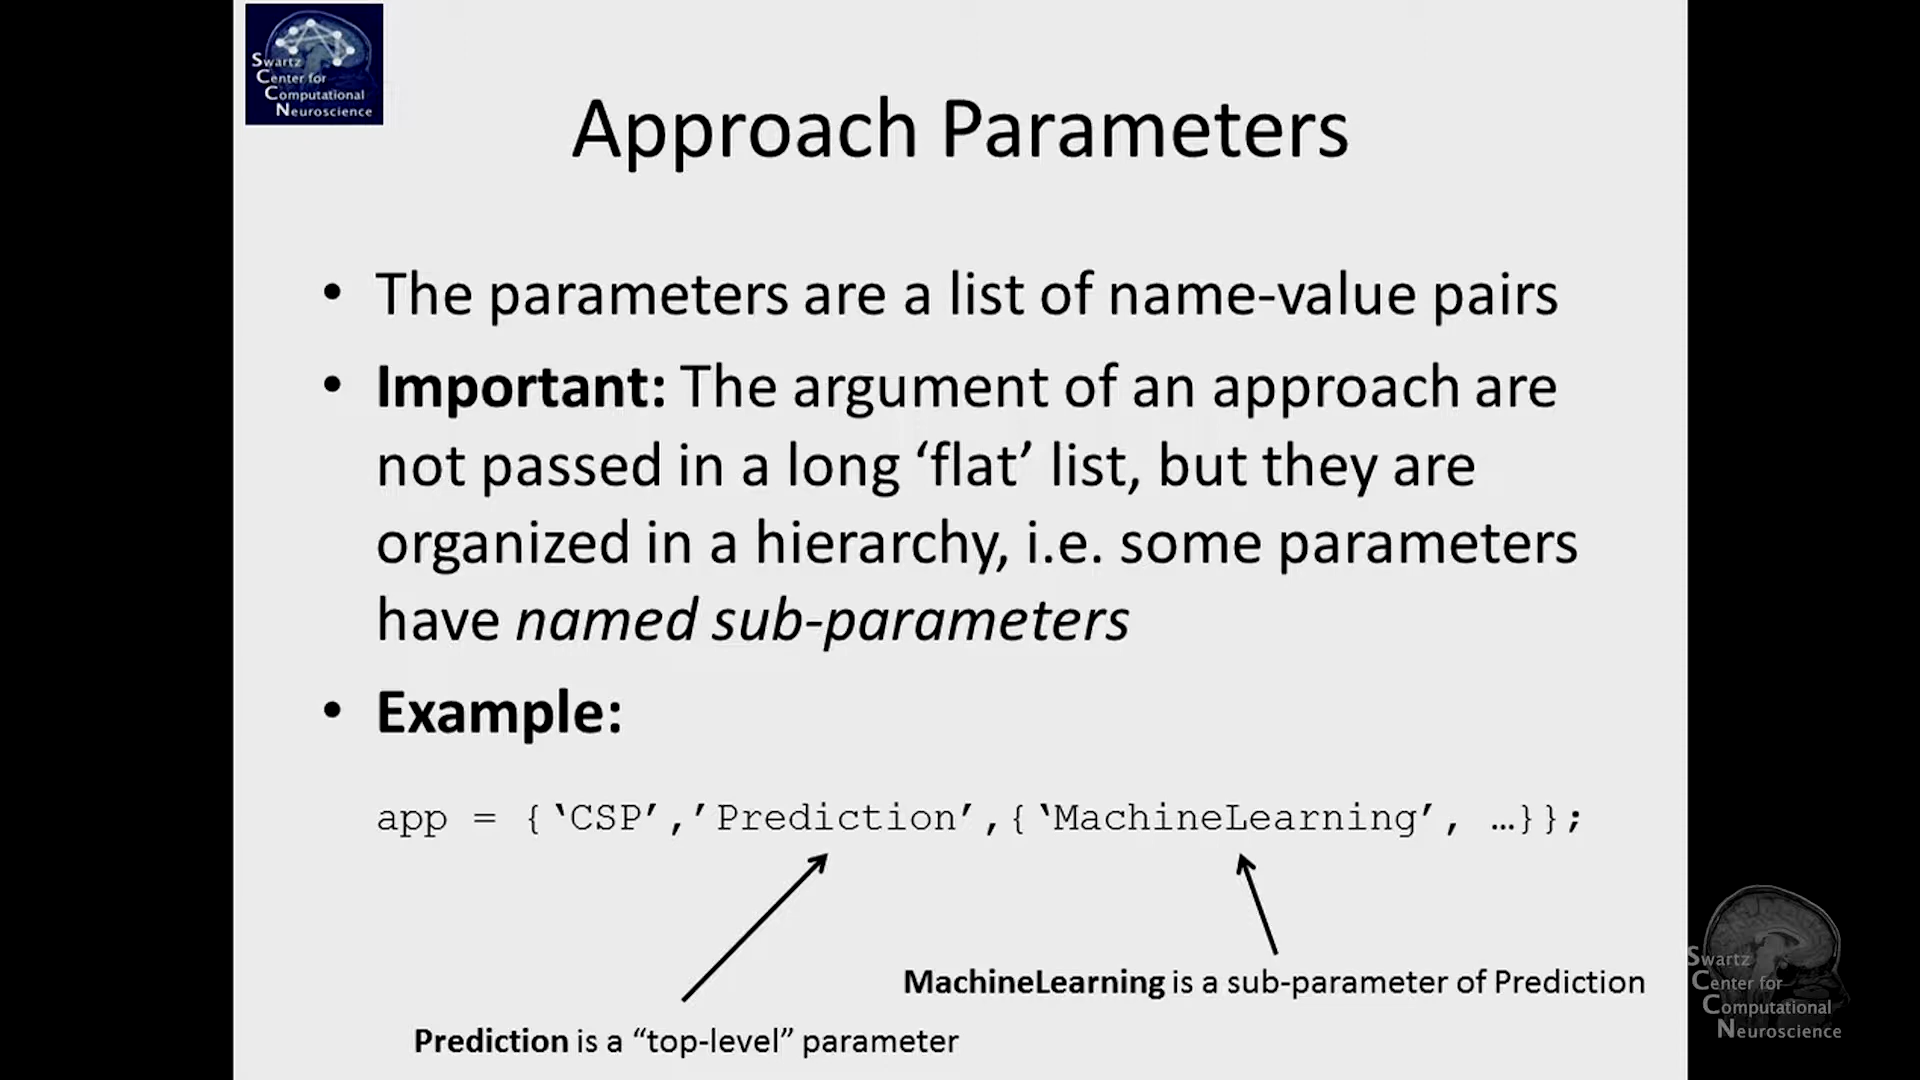 Swartz
Center for
Computational
Neuroscience
Approach Parameters
• The parameters are a list of name-value pairs
• Important: The argument of an approach are
not passed in a long ‘flat’ list, but they are
organized in a hierarchy, i.e. some parameters
have named sub-parameters
• Example:
app = {‘CSP’,’Prediction’,{‘MachineLearning’, …}};
MachineLearning is a sub-parameter of Prediction
Prediction is a “top-level” parameter
Swartz
Center for
Computational
Neuroscience